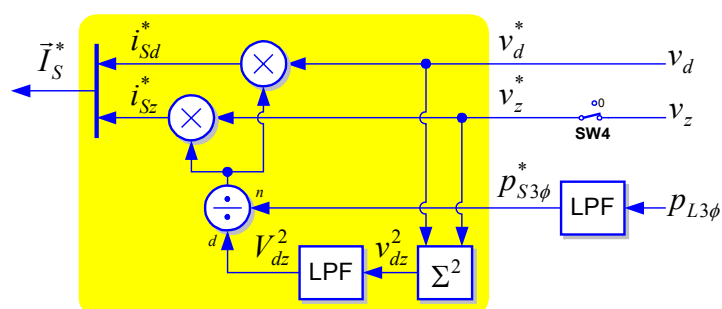 i*Sd
v*d
vd
I⃗*S
×
i*Sz
v*z
0
vz
×
SW4
÷
n
p*S3ϕ
LPF
pL3ϕ
d
V²dz
LPF
v²dz
Σ²